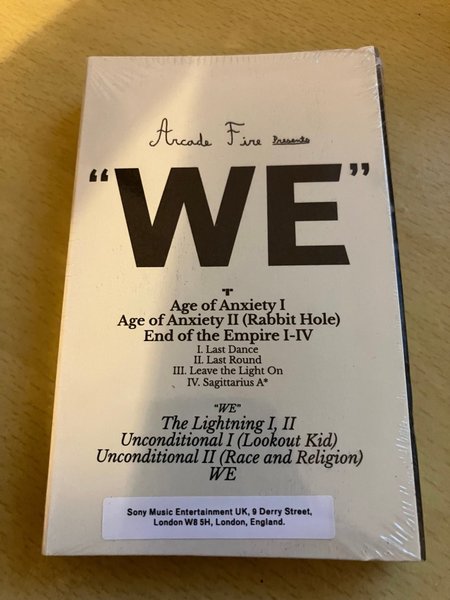 Arcade Fire Presents
“WE”
"I"
Age of Anxiety I
Age of Anxiety II (Rabbit Hole)
End of the Empire I-IV
I. Last Dance
II. Last Round
III. Leave the Light On
IV. Sagittarius A*
“WE”
The Lightning I, II
Unconditional I (Lookout Kid)
Unconditional II (Race and Religion)
WE
Sony Music Entertainment UK, 9 Derry Street,
London W8 5H, London, England.